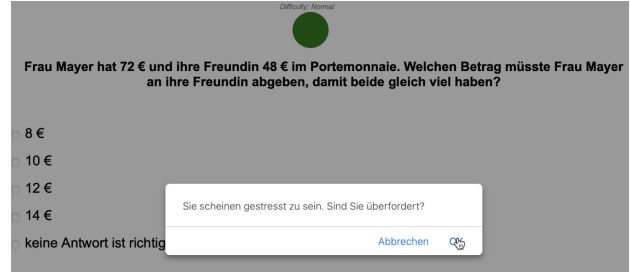 Difficulty: Normal
Frau Mayer hat 72 € und ihre Freundin 48 € im Portemonnaie. Welchen Betrag müsste Frau Mayer
an ihre Freundin abgeben, damit beide gleich viel haben?
8 €
10 €
12 €
14 €
keine Antwort ist richtig
Sie scheinen gestresst zu sein. Sind Sie überfordert?
Abbrechen OK